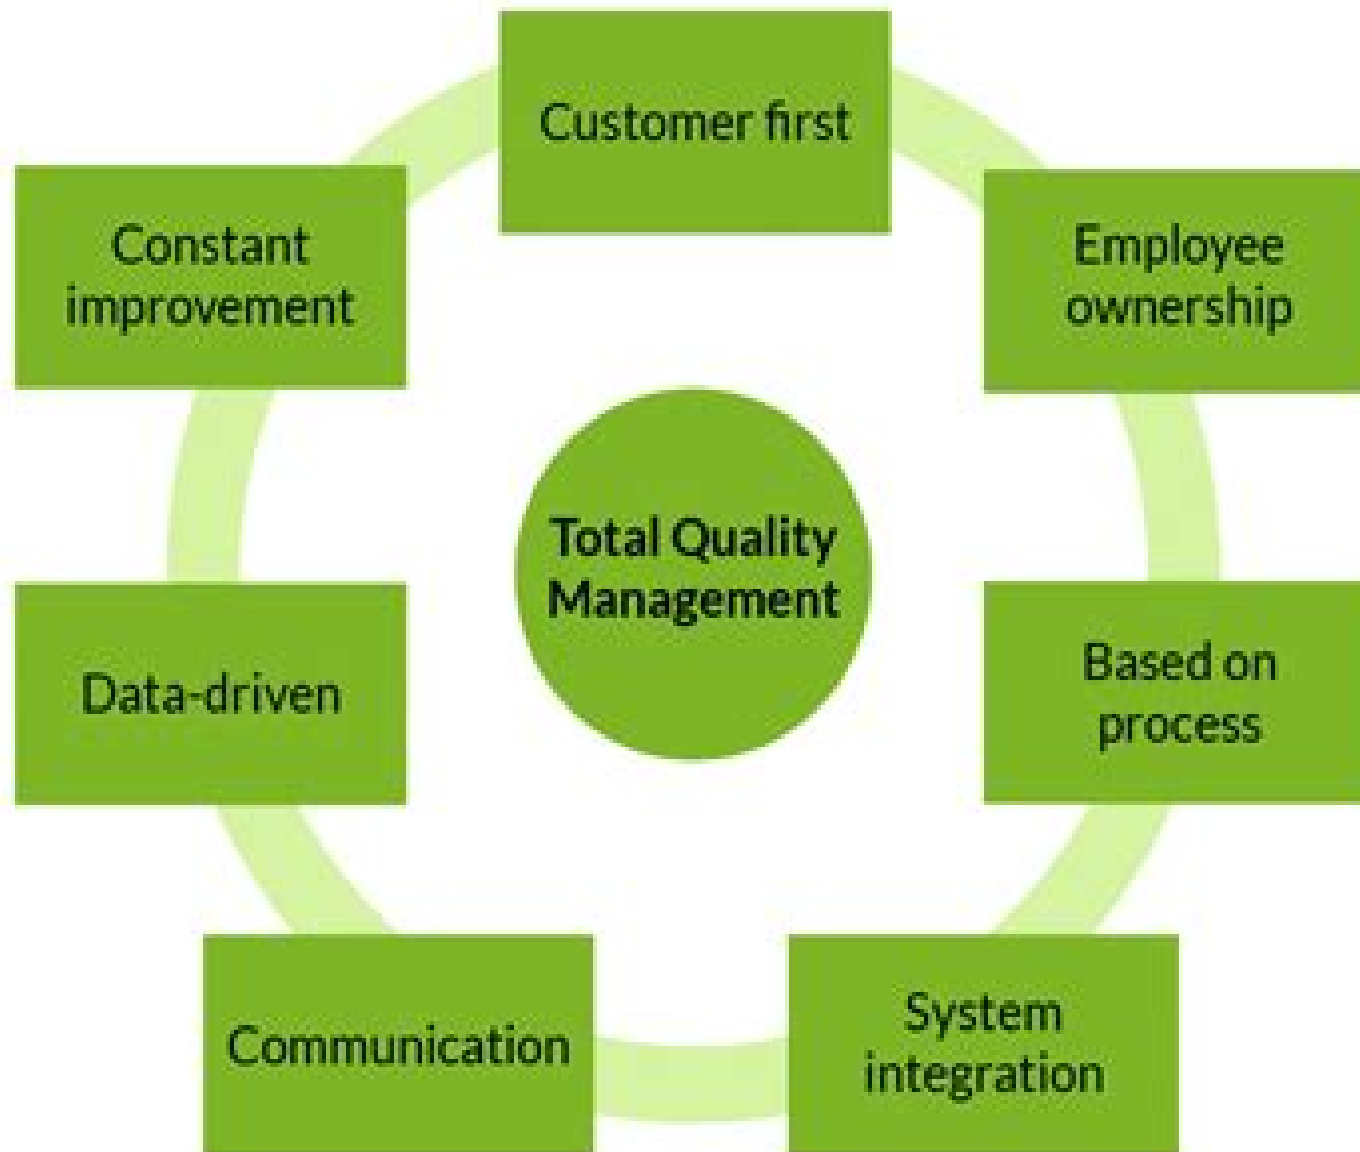 Customer first
Employee
ownership
Based on
process
System
integration
Communication
Data-driven
Constant
improvement
Total Quality
Management